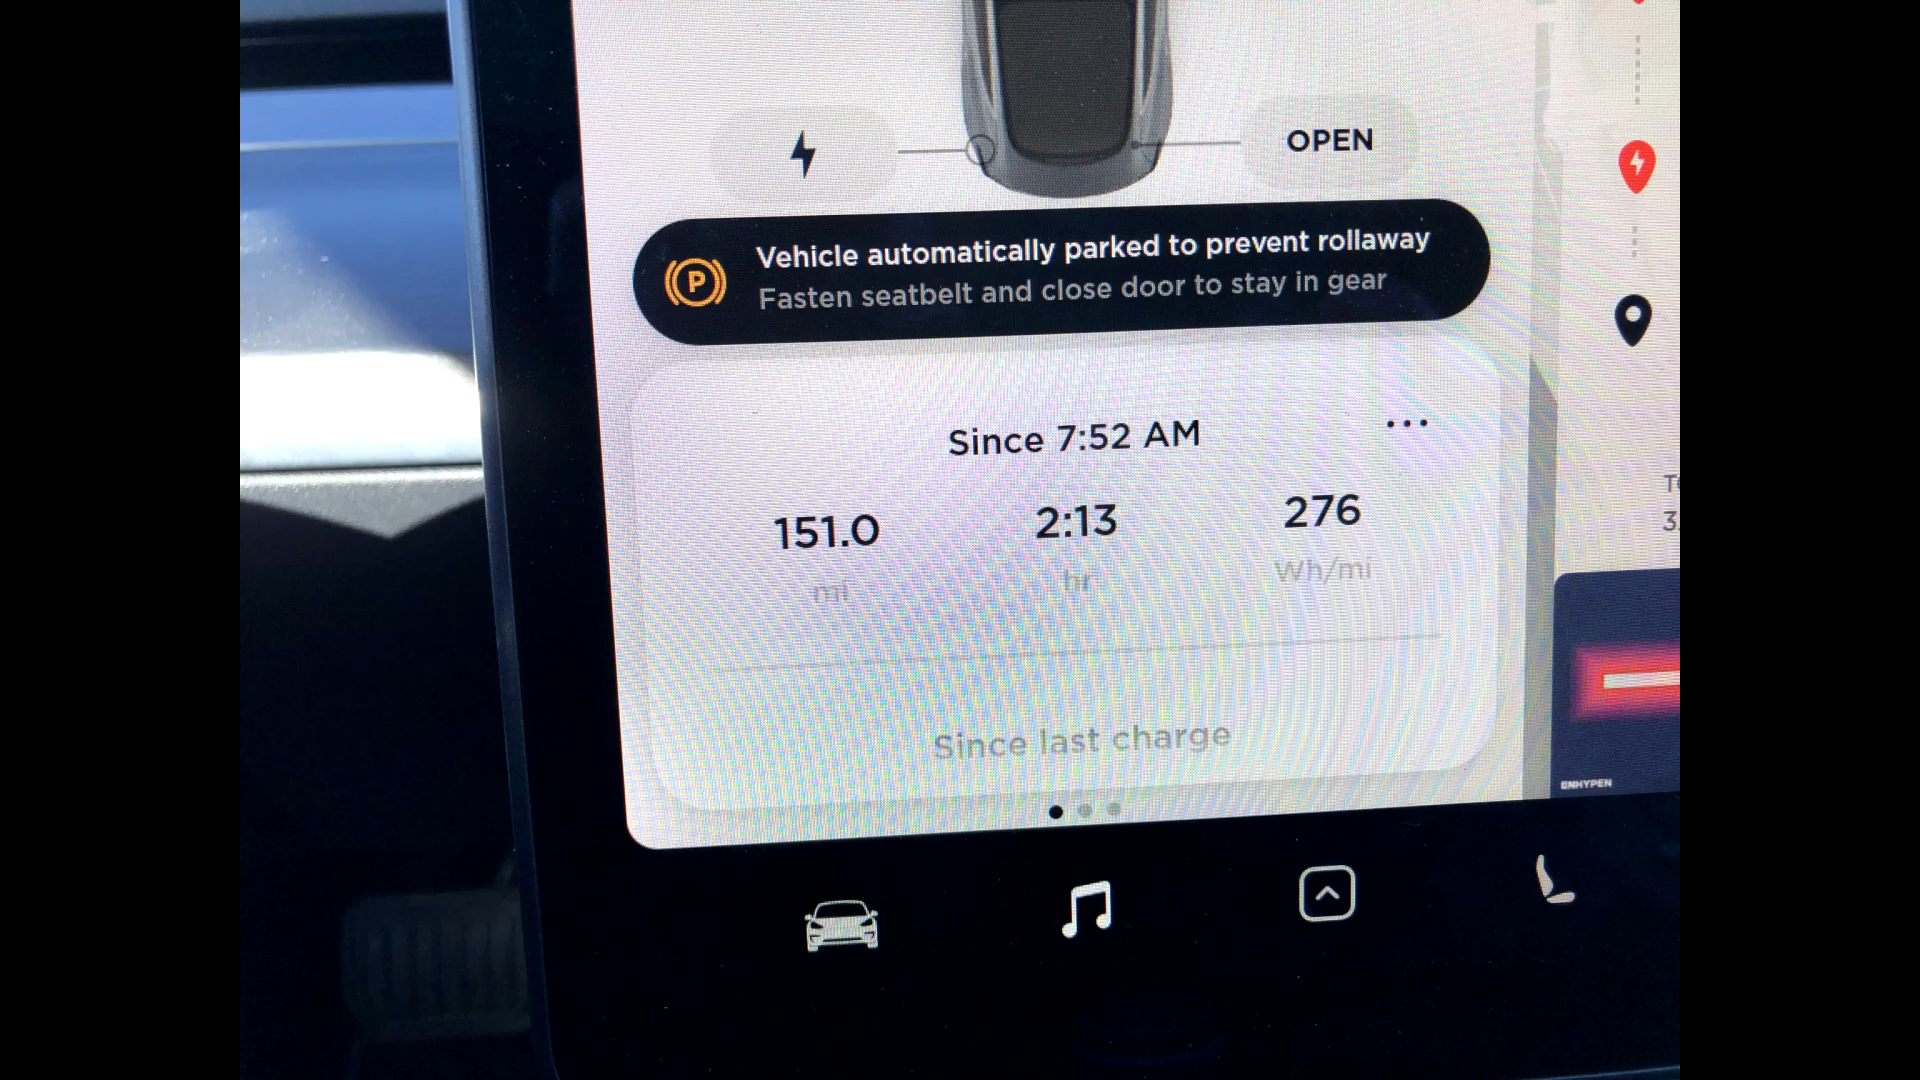 OPEN
P
Vehicle automatically parked to prevent rollaway
Fasten seatbelt and close door to stay in gear
Since 7:52 AM
151.0
2:13
276
mi
hr
Wh/mi
Since last charge
ENHYPEN